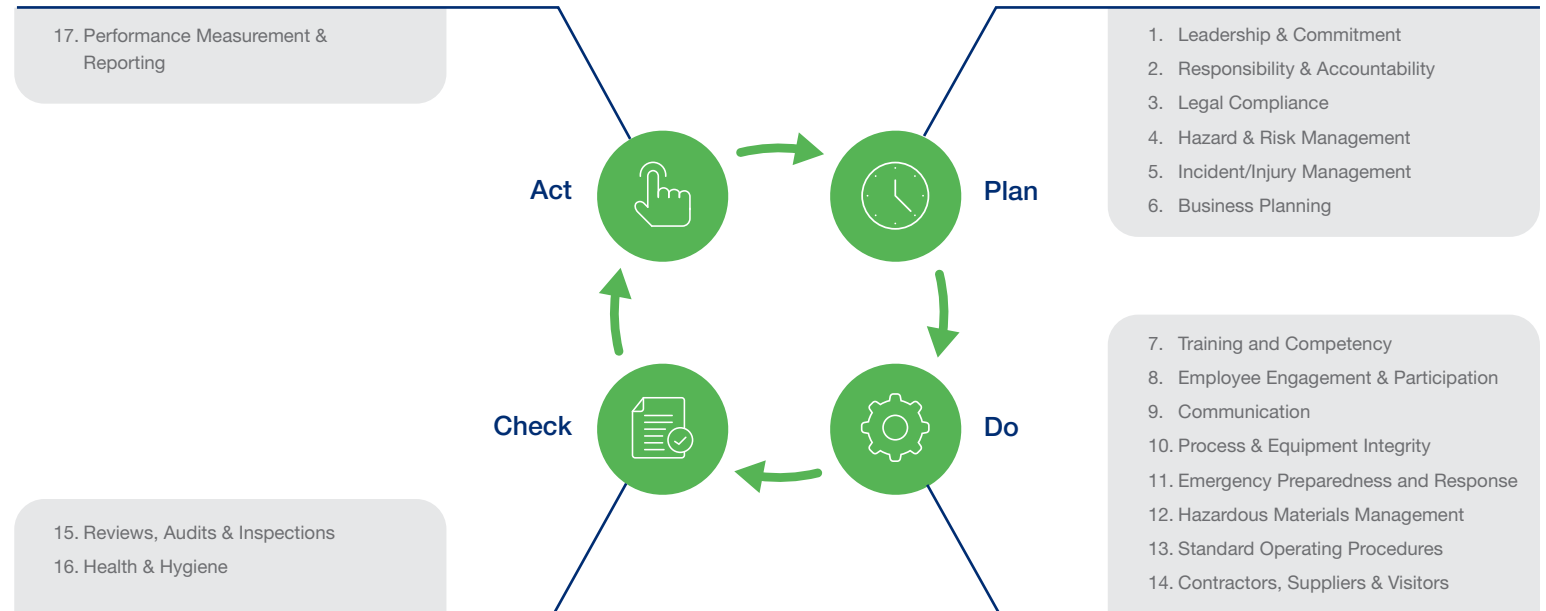 17. Performance Measurement &
Reporting
Act
Plan
1. Leadership & Commitment
2. Responsibility & Accountability
3. Legal Compliance
4. Hazard & Risk Management
5. Incident/Injury Management
6. Business Planning
Check
Do
7. Training and Competency
8. Employee Engagement & Participation
9. Communication
10. Process & Equipment Integrity
11. Emergency Preparedness and Response
12. Hazardous Materials Management
13. Standard Operating Procedures
14. Contractors, Suppliers & Visitors
15. Reviews, Audits & Inspections
16. Health & Hygiene